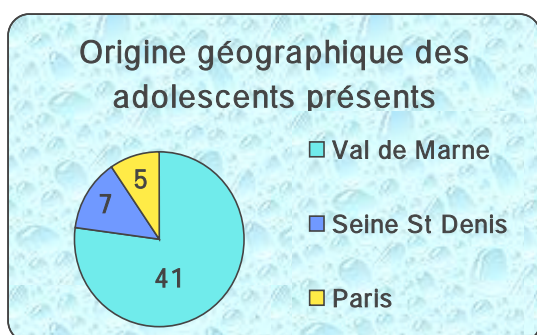 Origine géographique des
adolescents présents
41
7
5
Val de Marne
Seine St Denis
Paris